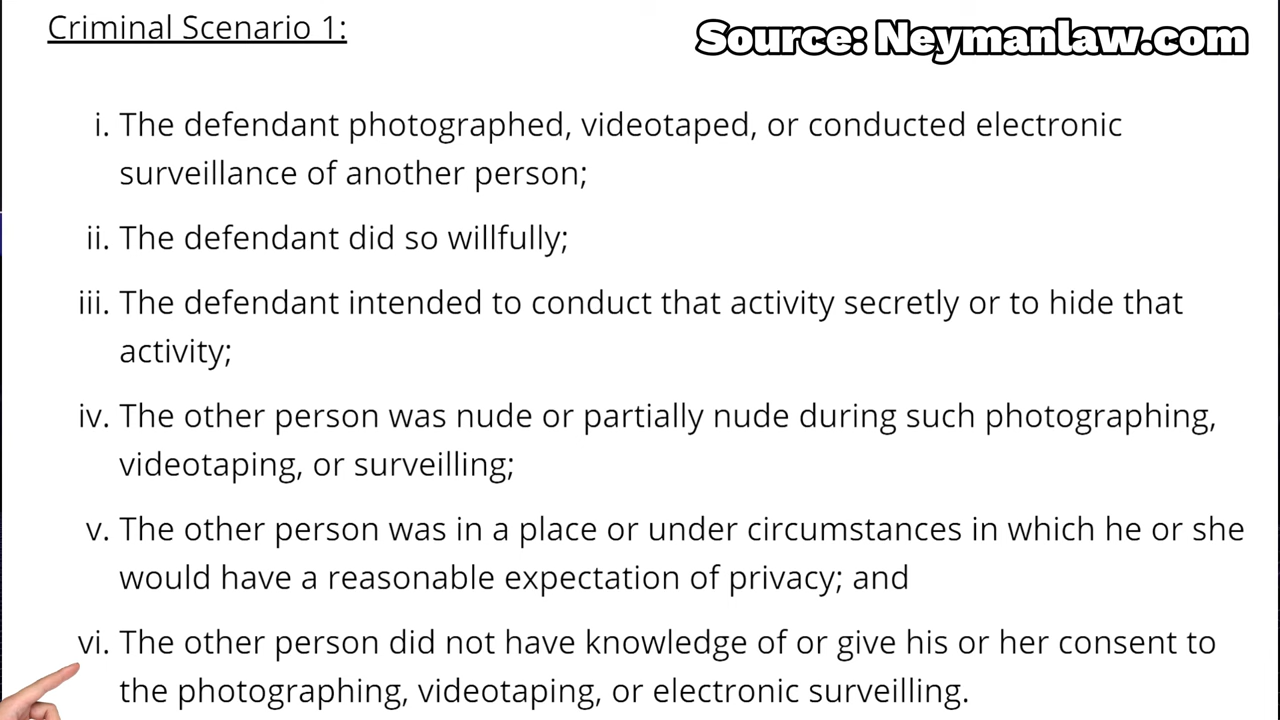 Criminal Scenario 1:
Source: Neymanlaw.com
i. The defendant photographed, videotaped, or conducted electronic
surveillance of another person;
ii. The defendant did so willfully;
iii. The defendant intended to conduct that activity secretly or to hide that
activity;
iv. The other person was nude or partially nude during such photographing,
videotaping, or surveilling;
v. The other person was in a place or under circumstances in which he or she
would have a reasonable expectation of privacy; and
vi. The other person did not have knowledge of or give his or her consent to
the photographing, videotaping, or electronic surveilling.